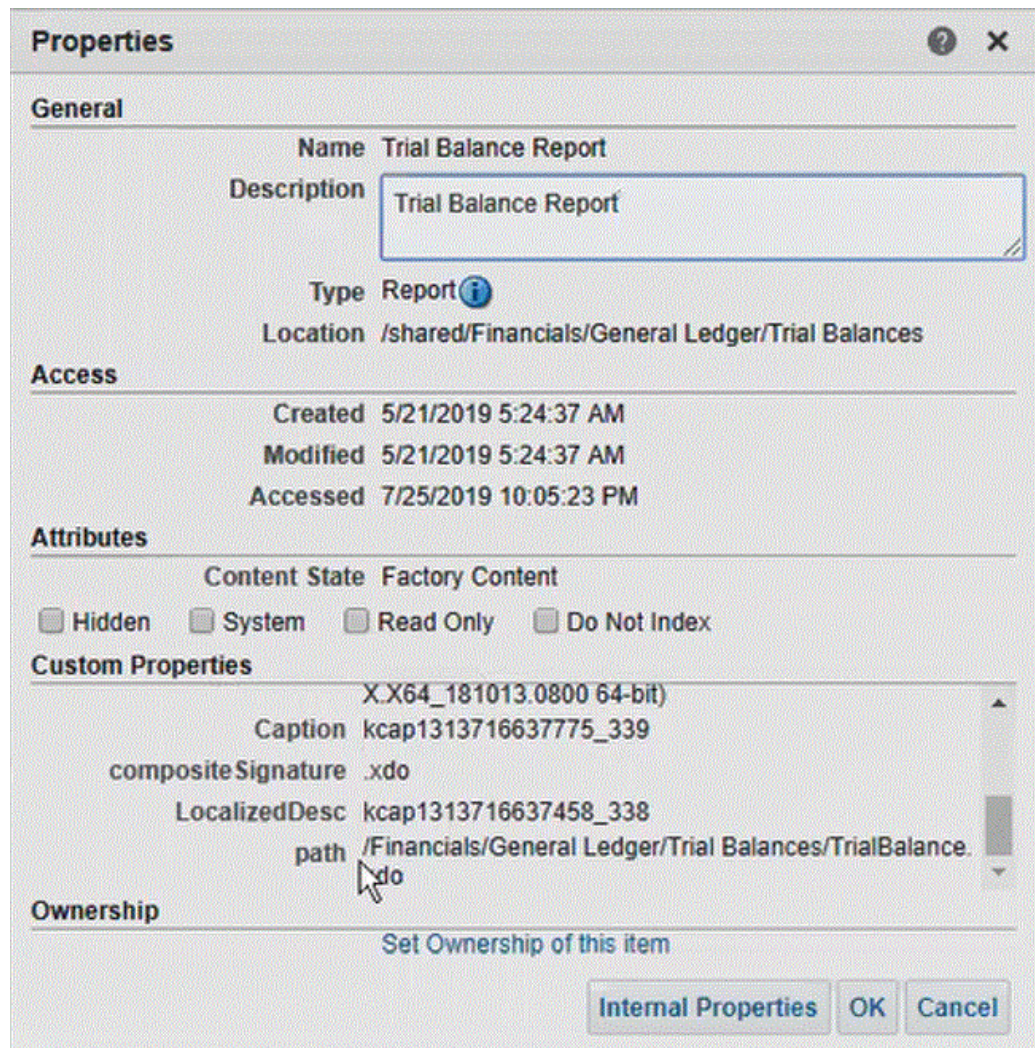 Properties
General
Name Trial Balance Report
Description Trial Balance Report
Type Report
Location /shared/Financials/General Ledger/Trial Balances
Access
Created 5/21/2019 5:24:37 AM
Modified 5/21/2019 5:24:37 AM
Accessed 7/25/2019 10:05:23 PM
Attributes
Content State Factory Content
Hidden System Read Only Do Not Index
Custom Properties
X.X64_181013.0800 64-bit)
Caption kcap1313716637775_339
compositeSignature .xdo
LocalizedDesc kcap1313716637458_338
path /Financials/General Ledger/Trial Balances/TrialBalance.
do
Ownership
Set Ownership of this item
Internal Properties OK Cancel